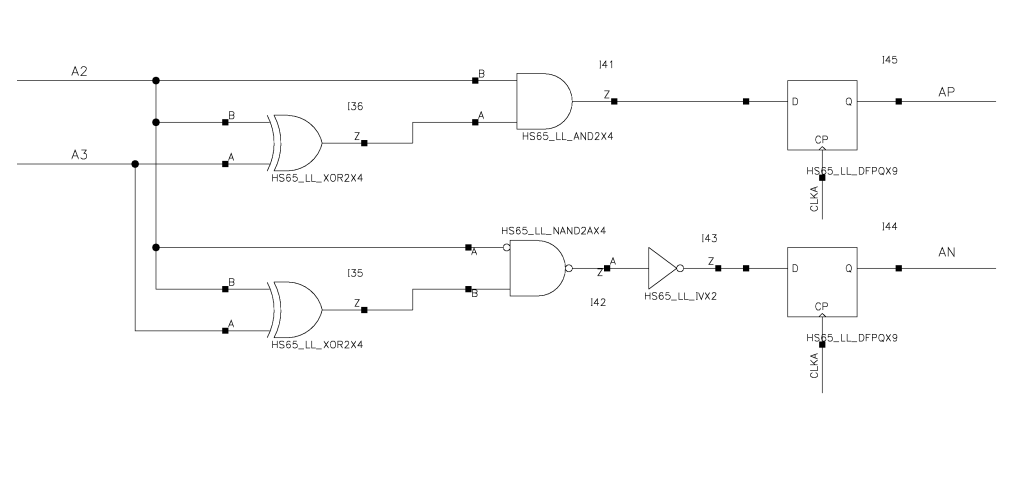 I45
I41
A2
B
Z
D
Q
AP
I36
B
A
Z
HS65_LL_AND2X4
CP
A3
A
HS65_LL_XOR2X4
HS65_LL_DFPQX9
CLKA
I44
HS65_LL_NAND2AX4
I43
A
A
Z
Z
D
Q
AN
I35
B
B
Z
I42
HS65_LL_IVX2
CP
A
HS65_LL_XOR2X4
HS65_LL_DFPQX9
CLKA